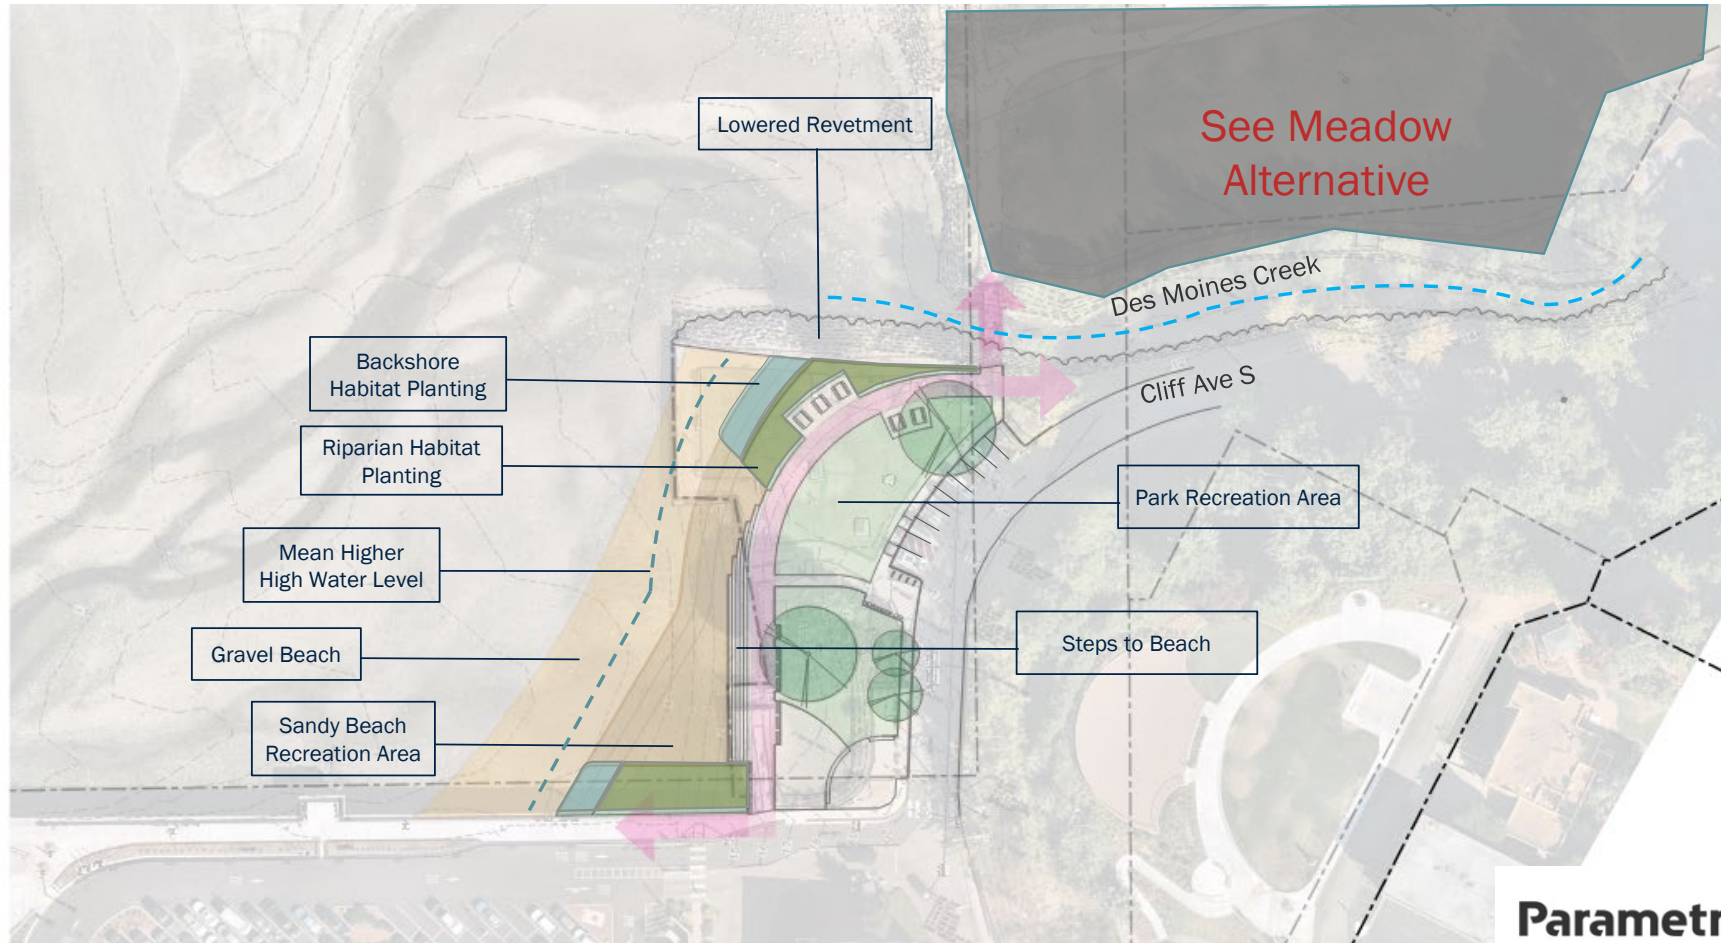 See Meadow
Alternative
Lowered Revetment
Des Moines Creek
Backshore
Habitat Planting
Cliff Ave S
Riparian Habitat
Planting
Park Recreation Area
Mean Higher
High Water Level
Steps to Beach
Gravel Beach
Sandy Beach
Recreation Area
Parametr